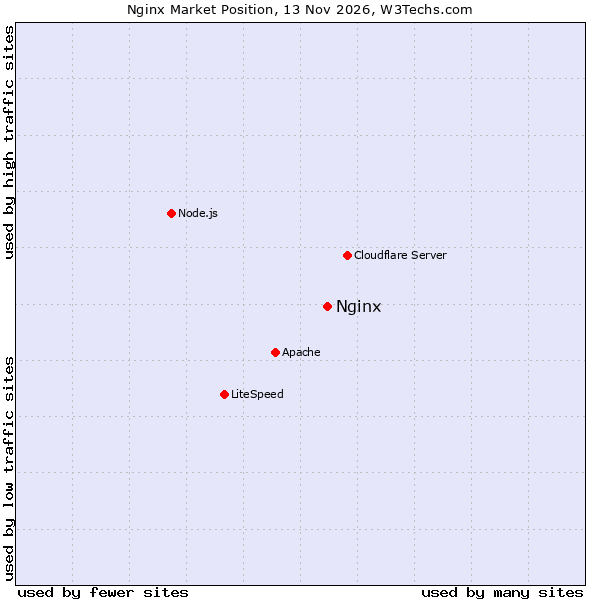 Nginx Market Position, 13 Nov 2026, W3Techs.com
used by high traffic sites
Node.js
Cloudflare Server
Nginx
Apache
LiteSpeed
used by low traffic sites
used by fewer sites
used by many sites